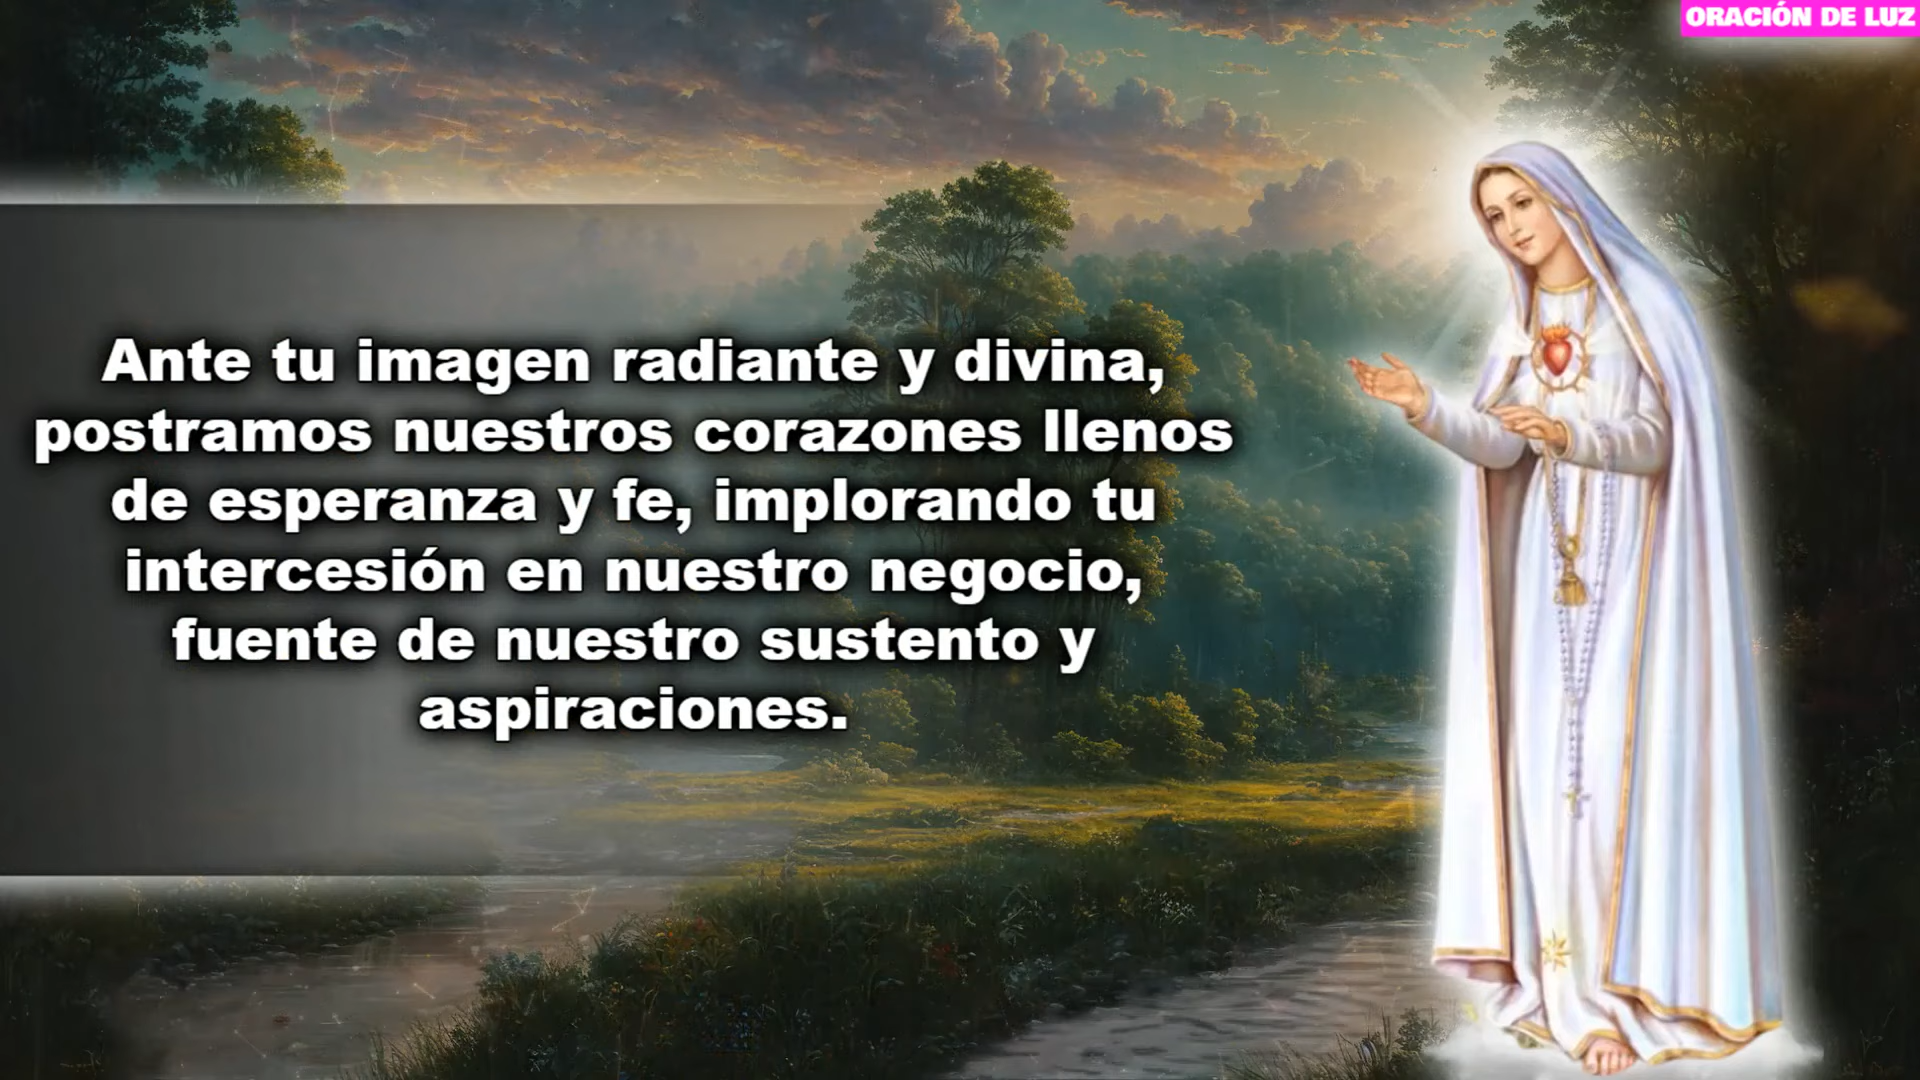 ORACIÓN DE LUZ
Ante tu imagen radiante y divina,
postramos nuestros corazones llenos
de esperanza y fe, implorando tu
intercesión en nuestro negocio,
fuente de nuestro sustento y
aspiraciones.